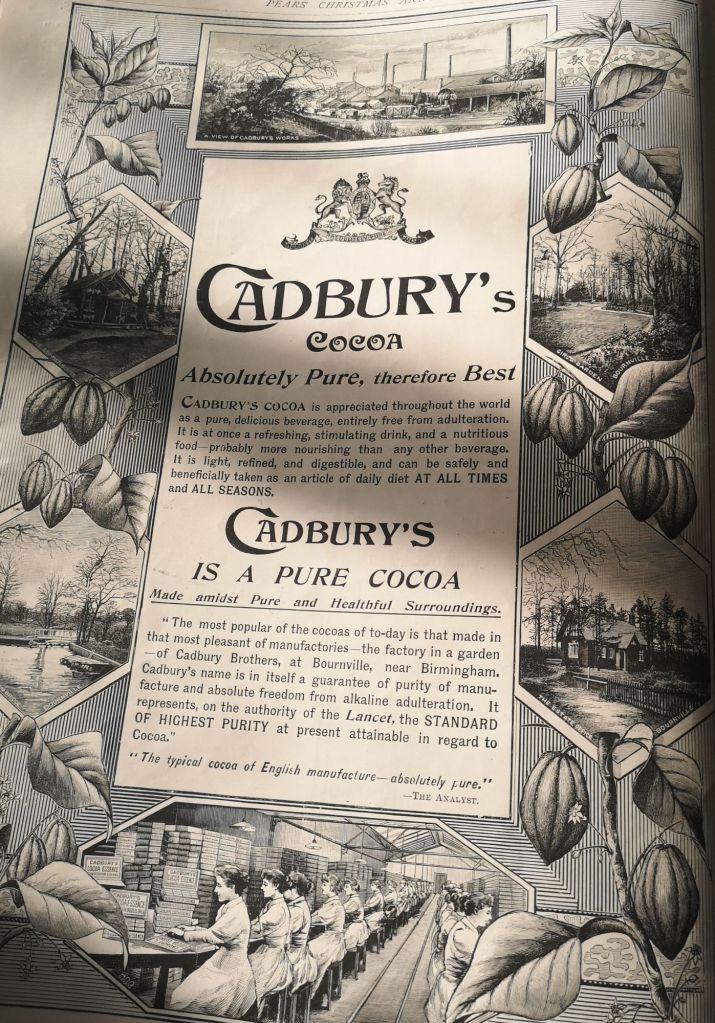 PEARS' CHRISTMAS
A VIEW OF CADBURY'S WORKS
CADBURY'S
COCOA
Absolutely Pure, therefore Best
CADBURY'S COCOA is appreciated throughout the world
as a pure, delicious beverage, entirely free from adulteration.
It is at once a refreshing, stimulating drink, and a nutritious
food—probably more nourishing than any other beverage.
It is light, refined, and digestible, and can be safely and
beneficially taken as an article of daily diet AT ALL TIMES
and ALL SEASONS.
GIRLS GARDEN BOURNVILLE
CADBURY'S
IS A PURE COCOA
Made amidst Pure and Healthful Surroundings.
"The most popular of the cocoas of to-day is that made in
that most pleasant of manufactories—the factory in a garden
—of Cadbury Brothers, at Bournville, near Birmingham.
Cadbury's name is in itself a guarantee of purity of manu-
facture and absolute freedom from alkaline adulteration. It
represents, on the authority of the Lancet, the STANDARD
OF HIGHEST PURITY at present attainable in regard to
Cocoa."
"The typical cocoa of English manufacture—absolutely pure."
—THE ANALYST.
CADBURY'S
COCOA ESSENCE